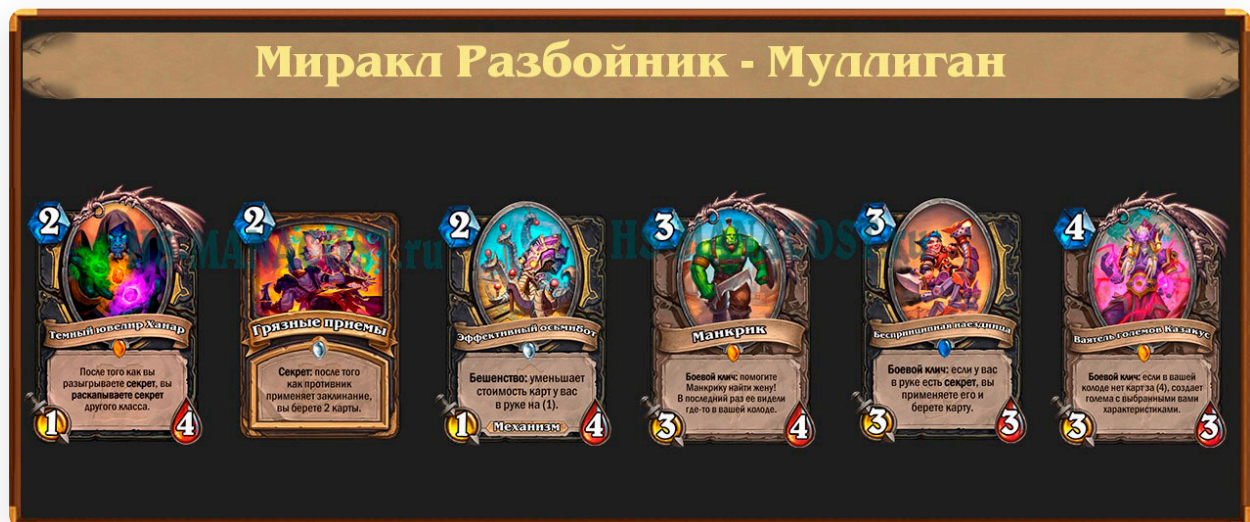 Миракл Разбойник - Муллиган
2
Темный ювелир Ханар
После того как вы
разыгрываете секрет, вы
раскапываете секрет
другого класса.
1
4
2
Грязные приемы
Секрет: после того
как противник
применяет заклинание,
вы берете 2 карты.
2
Эффективный осьмибот
Бешенство: уменьшает
стоимость карт у вас
в руке на (1).
1
Механизм
4
3
Манкрик
Боевой клич: помогите
Манкрику найти жену!
В последний раз ее видели
где-то в вашей колоде.
3
4
3
Беспринципная наездница
Боевой клич: если у вас
в руке есть секрет, вы
применяете его и
берете карту.
3
3
4
Ваятель големов Казакус
Боевой клич: если в вашей
колоде нет карт за (4), создает
голема с выбранными вами
характеристиками.
3
3